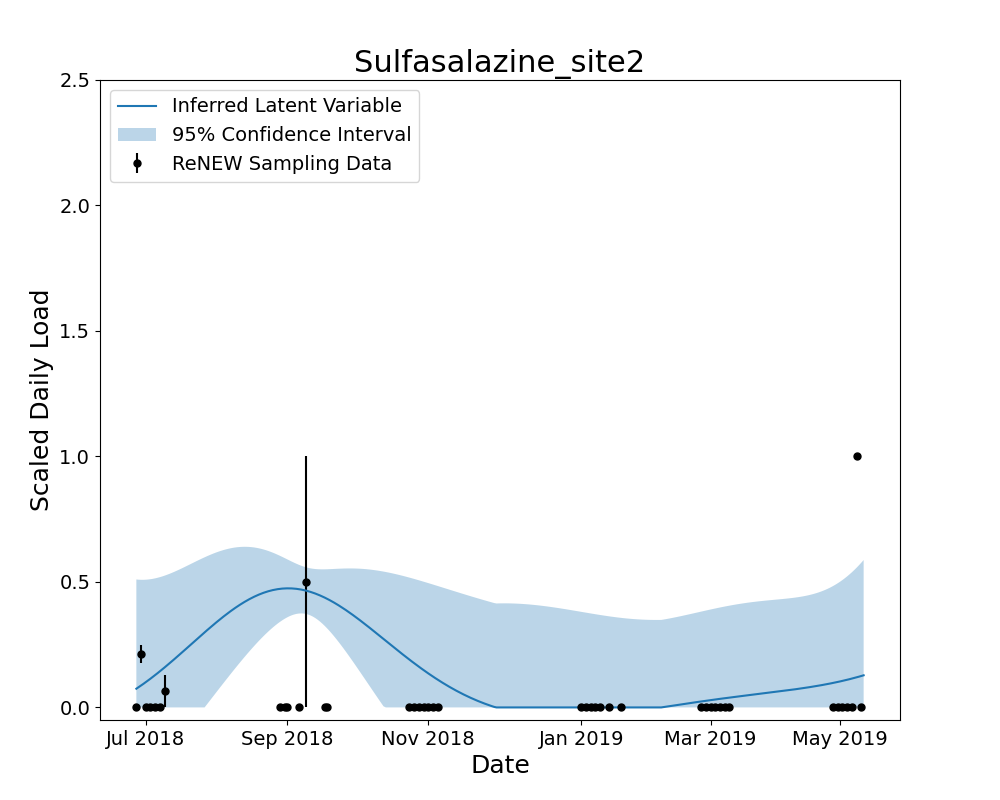 Sulfasalazine_site2
Inferred Latent Variable
95% Confidence Interval
ReNEW Sampling Data
Scaled Daily Load
2.5
2.0
1.5
1.0
0.5
0.0
Jul 2018 Sep 2018 Nov 2018 Jan 2019 Mar 2019 May 2019
Date